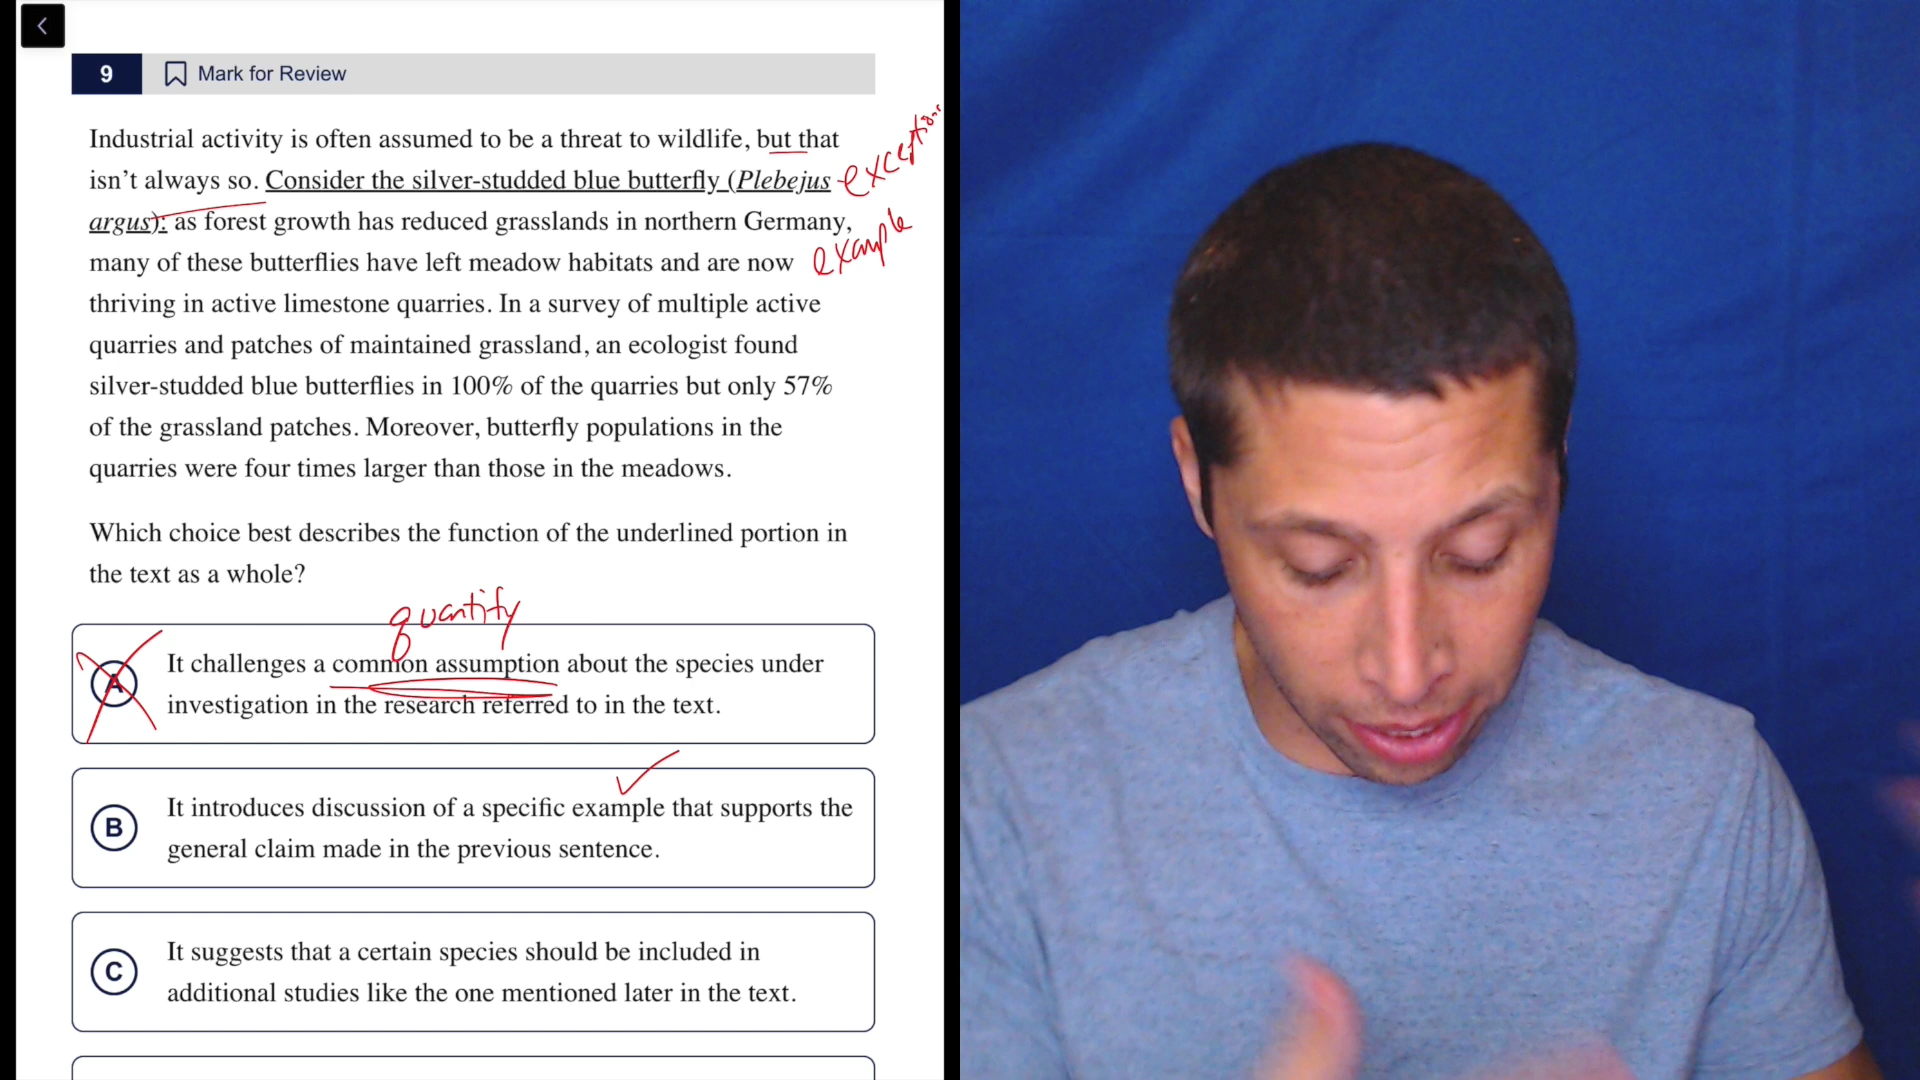 9 Mark for Review
Industrial activity is often assumed to be a threat to wildlife, but that
isn't always so. Consider the silver-studded blue butterfly (Plebejus
argus): as forest growth has reduced grasslands in northern Germany,
many of these butterflies have left meadow habitats and are now
thriving in active limestone quarries. In a survey of multiple active
quarries and patches of maintained grassland, an ecologist found
silver-studded blue butterflies in 100% of the quarries but only 57%
of the grassland patches. Moreover, butterfly populations in the
quarries were four times larger than those in the meadows.
exception
example
Which choice best describes the function of the underlined portion in
the text as a whole?
quantify
A
It challenges a common assumption about the species under
investigation in the research referred to in the text.
B
It introduces discussion of a specific example that supports the
general claim made in the previous sentence.
C
It suggests that a certain species should be included in
additional studies like the one mentioned later in the text.